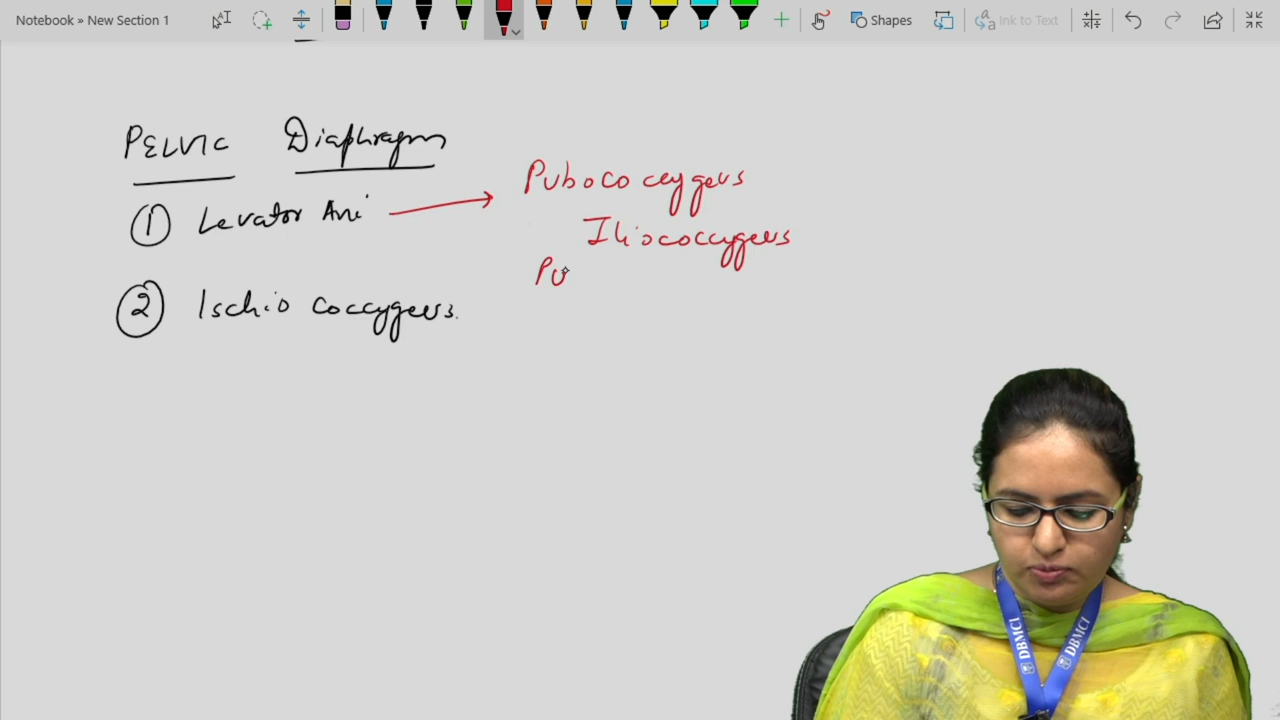 Notebook » New Section 1
Shapes
Ink to Text
PELVIC Diaphragm
① Levator Ani → Pubococcygeus
Iliococcygeus
Pu
② Ischio coccygeus.
DBMCI
DBMCI